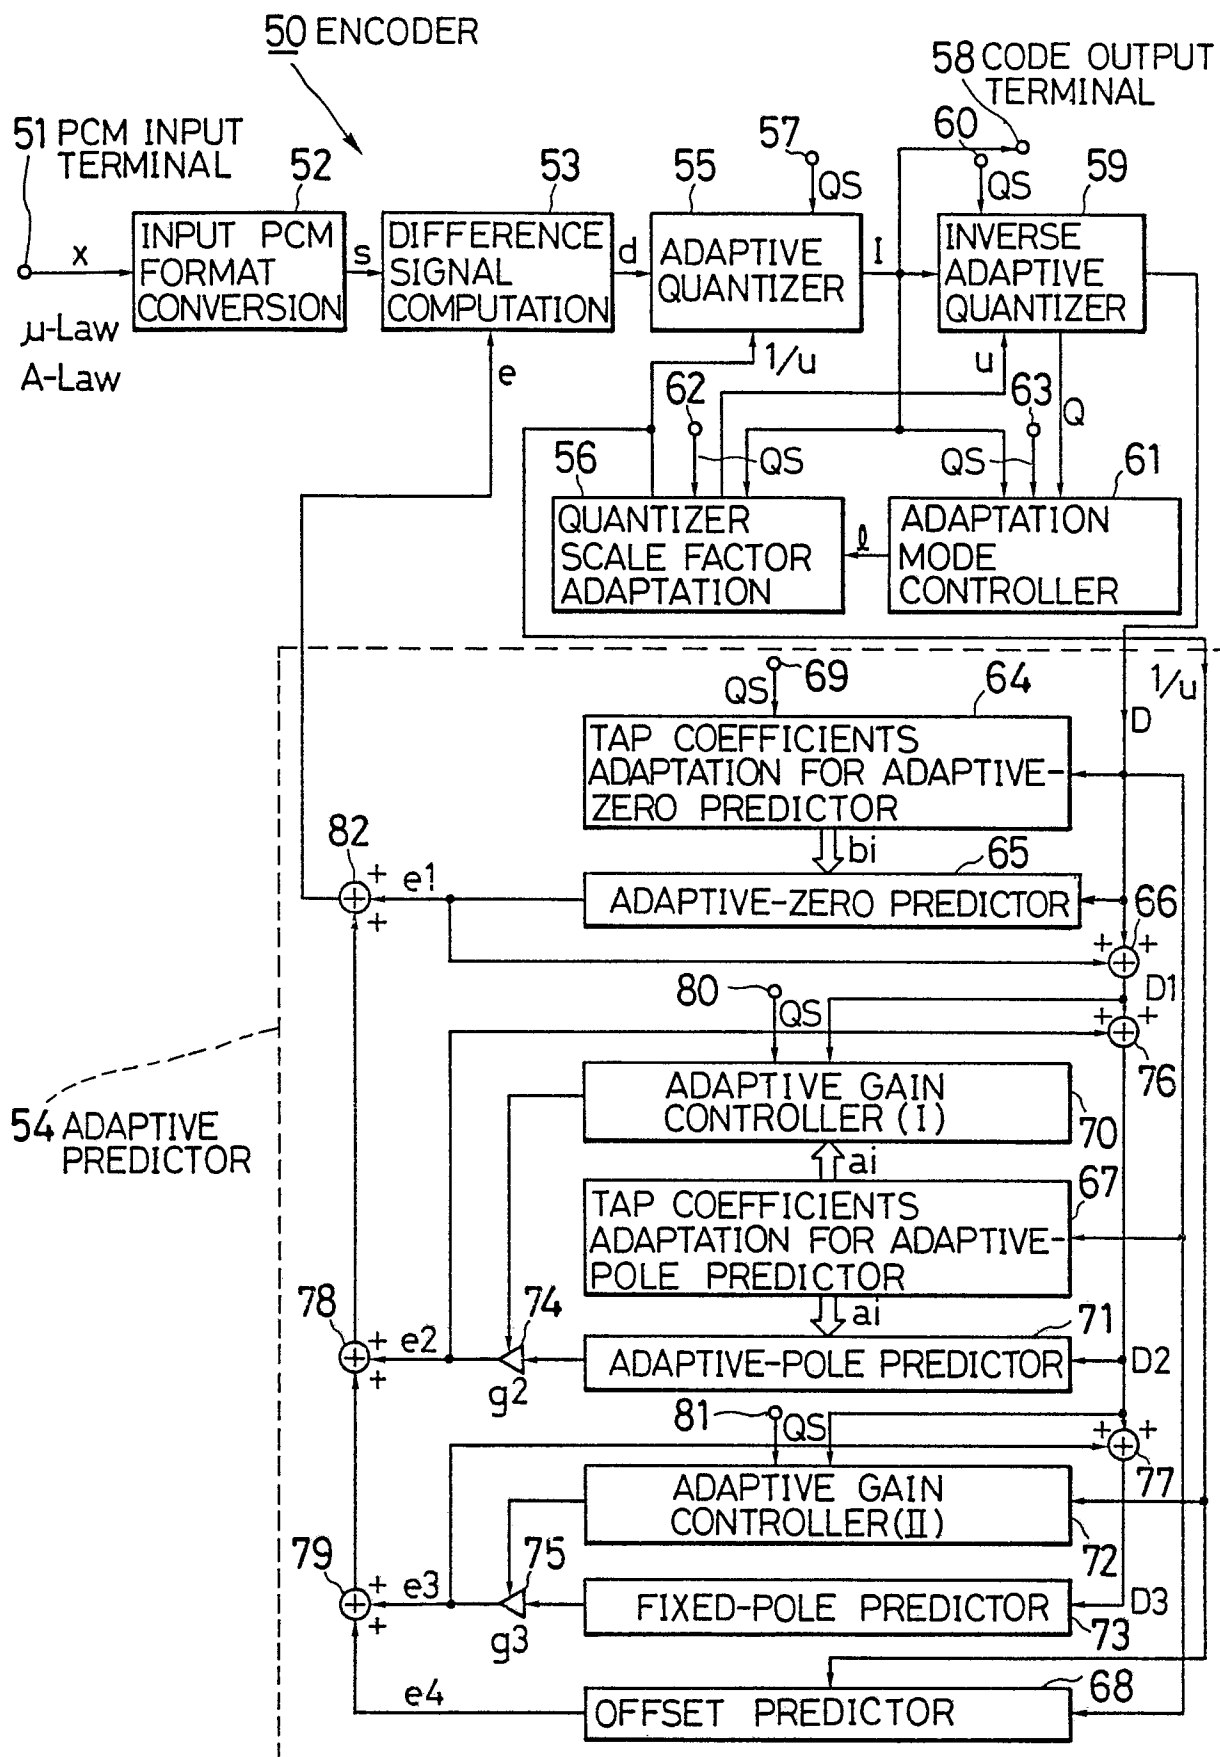 50 ENCODER
58 CODE OUTPUT
TERMINAL
51 PCM INPUT
TERMINAL
52
53
55
57
QS
60
QS
59
x
INPUT PCM
FORMAT
CONVERSION
s
DIFFERENCE
SIGNAL
COMPUTATION
d
ADAPTIVE
QUANTIZER
I
INVERSE
ADAPTIVE
QUANTIZER
μ-Law
A-Law
e
1/u
u
Q
62
QS
63
QS
56
61
QUANTIZER
SCALE FACTOR
ADAPTATION
ℓ
ADAPTATION
MODE
CONTROLLER
69
QS
64
1/u
D
TAP COEFFICIENTS
ADAPTATION FOR ADAPTIVE-
ZERO PREDICTOR
bi
65
82
+
+
e1
ADAPTIVE-ZERO PREDICTOR
66
+ +
D1
80
QS
+ +
76
ADAPTIVE GAIN
CONTROLLER (I)
70
54 ADAPTIVE
PREDICTOR
ai
67
TAP COEFFICIENTS
ADAPTATION FOR ADAPTIVE-
POLE PREDICTOR
ai
78
+
+
e2
74
g2
71
ADAPTIVE-POLE PREDICTOR
D2
81
QS
+ +
77
ADAPTIVE GAIN
CONTROLLER(II)
72
79
+
+
e3
75
g3
FIXED-POLE PREDICTOR
73
D3
e4
68
OFFSET PREDICTOR